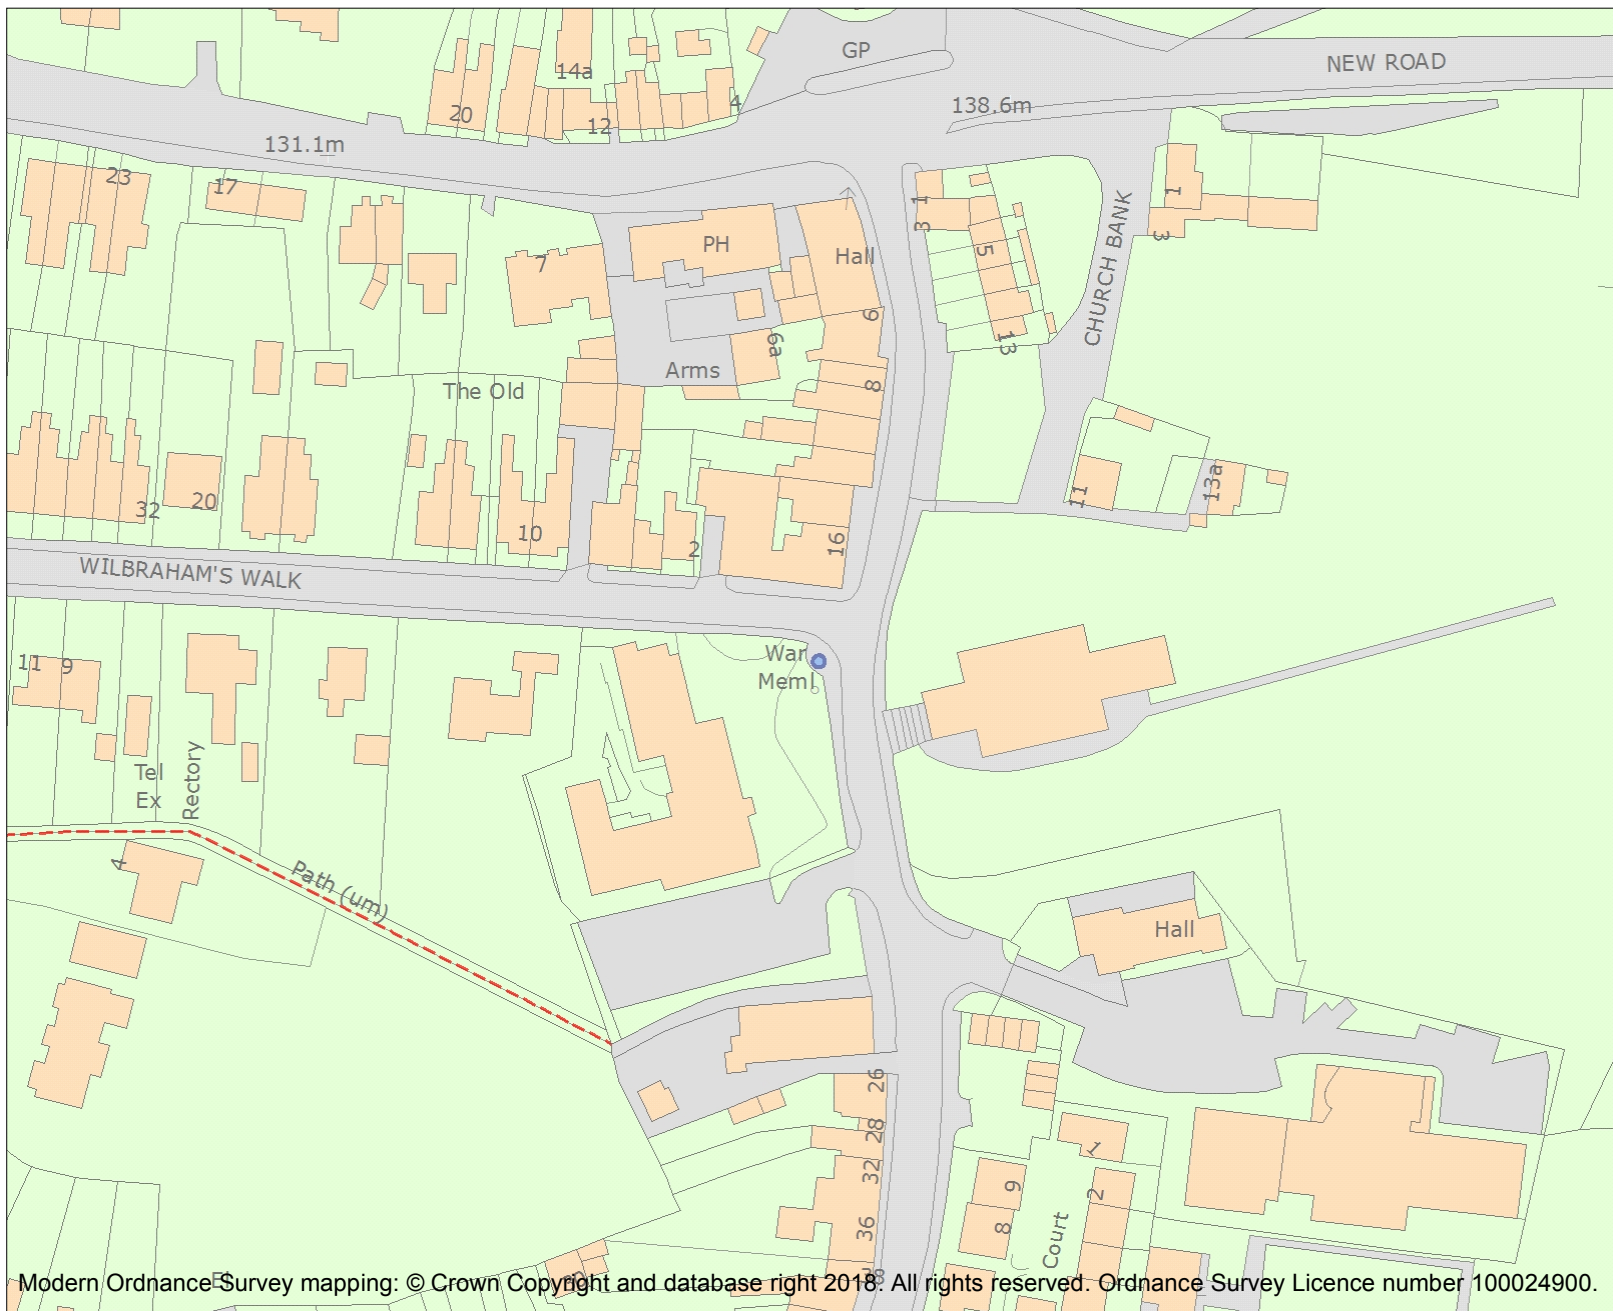 GP
NEW ROAD
14a
4
138.6m
20
12
131.1m
23
17
1
3
1
3
CHURCH BANK
PH
Hall
7
5
6
6a
13
Arms
8
The Old
32
20
10
2
16
11
13a
WILBRAHAM'S WALK
War
Meml
11
9
Tel
Ex
Rectory
4
Path (um)
Hall
26
28
32
36
1
9
2
8
Court
Modern Ordnance Survey mapping: © Crown Copyright and database right 2018. All rights reserved. Ordnance Survey Licence number 100024900.